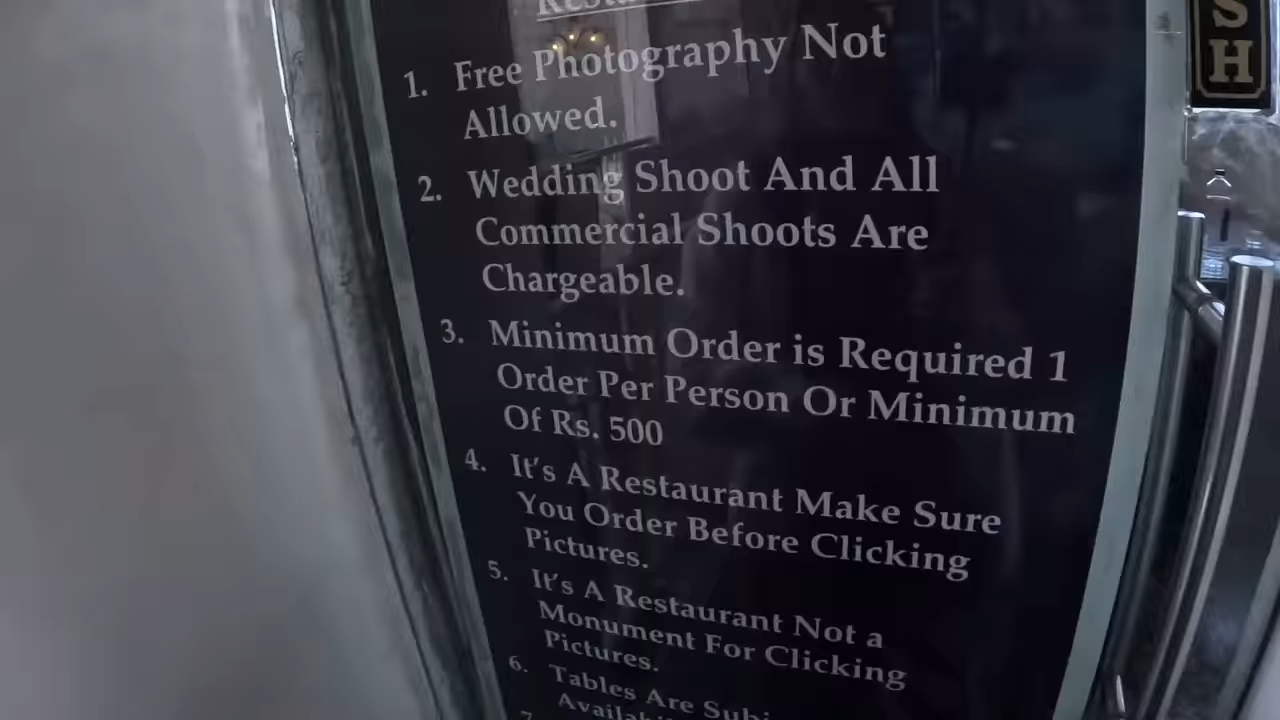 1. Free Photography Not
Allowed.
2. Wedding Shoot And All
Commercial Shoots Are
Chargeable.
3. Minimum Order is Required 1
Order Per Person Or Minimum
Of Rs. 500
4. It's A Restaurant Make Sure
You Order Before Clicking
Pictures.
5. It's A Restaurant Not a
Monument For Clicking
Pictures.
6. Tables Are
7.
S
H